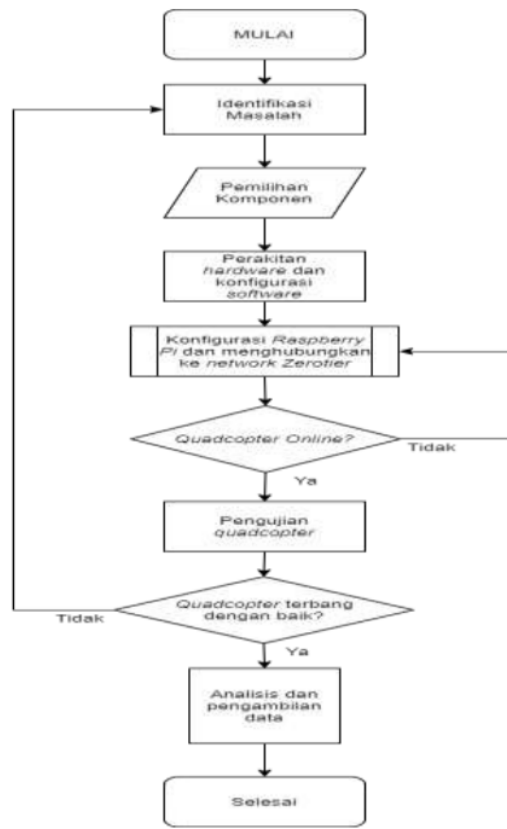 MULAI
Identifikasi
Masalah
Pemilihan
Komponen
Perakitan
hardware dan
konfigurasi
software
Konfigurasi Raspberry
Pi dan menghubungkan
ke network Zerotier
Quadcopter Online?
Tidak
Ya
Pengujian
quadcopter
Quadcopter terbang
dengan baik?
Tidak
Ya
Analisis dan
pengambilan
data
Selesai